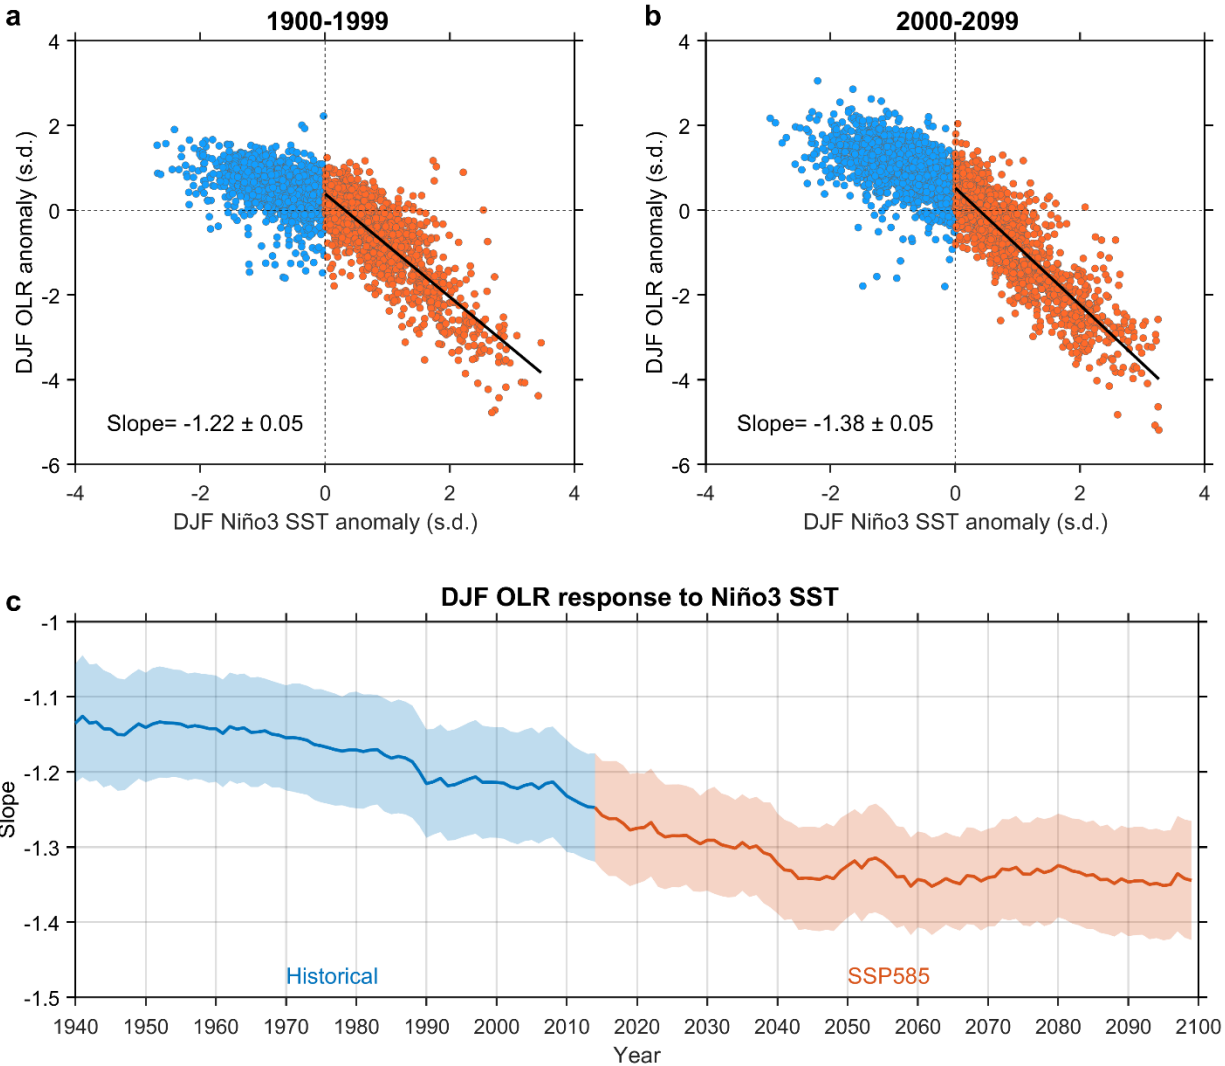 a
1900-1999
4
2
0
-2
-4
-6
DJF OLR anomaly (s.d.)
Slope= -1.22 ± 0.05
-4
-2
0
2
4
DJF Niño3 SST anomaly (s.d.)
b
2000-2099
4
2
0
-2
-4
-6
DJF OLR anomaly (s.d.)
Slope= -1.38 ± 0.05
-4
-2
0
2
4
DJF Niño3 SST anomaly (s.d.)
c
DJF OLR response to Niño3 SST
-1
-1.1
-1.2
-1.3
-1.4
-1.5
Slope
Historical
SSP585
1940 1950 1960 1970 1980 1990 2000 2010 2020 2030 2040 2050 2060 2070 2080 2090 2100
Year